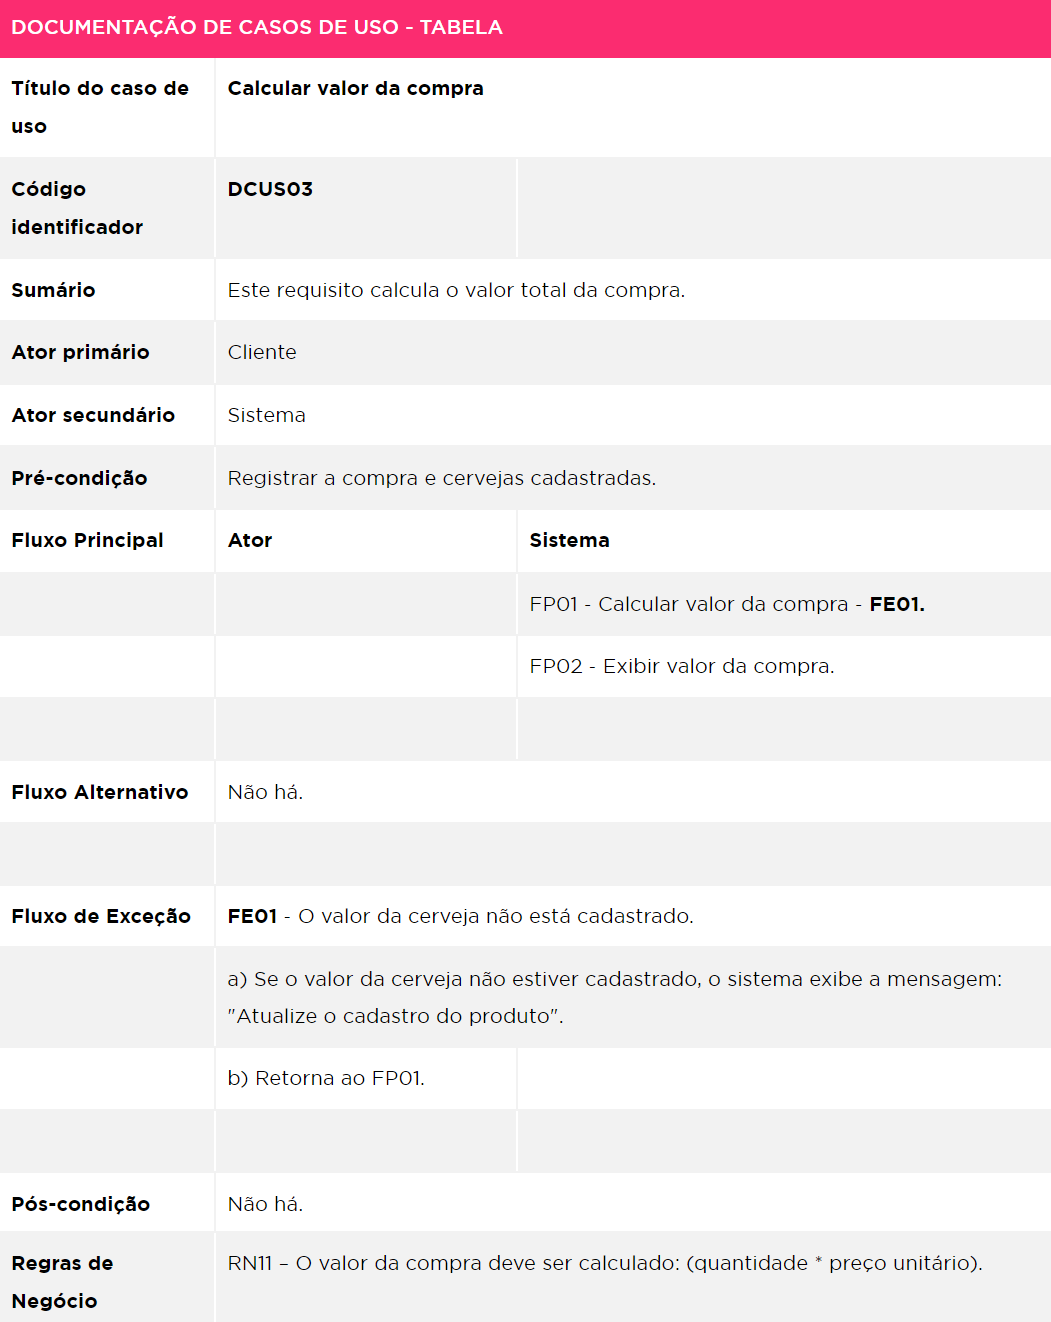 DOCUMENTAÇÃO DE CASOS DE USO - TABELA
Título do caso de
uso
Calcular valor da compra
Código
identificador
DCUS03
Sumário
Este requisito calcula o valor total da compra.
Ator primário
Cliente
Ator secundário
Sistema
Pré-condição
Registrar a compra e cervejas cadastradas.
Fluxo Principal
Ator
Sistema
FP01 - Calcular valor da compra - FE01.
FP02 - Exibir valor da compra.
Fluxo Alternativo
Não há.
Fluxo de Exceção
FE01 - O valor da cerveja não está cadastrado.
a) Se o valor da cerveja não estiver cadastrado, o sistema exibe a mensagem:
"Atualize o cadastro do produto".
b) Retorna ao FP01.
Pós-condição
Não há.
Regras de
Negócio
RN11 – O valor da compra deve ser calculado: (quantidade * preço unitário).